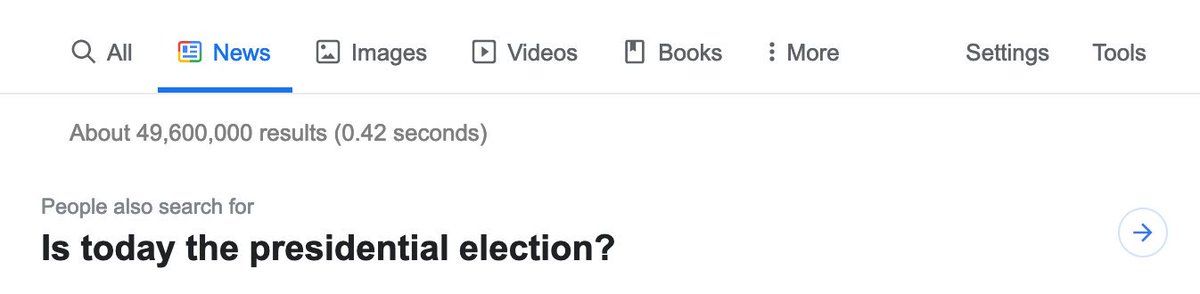 All News Images Videos Books More Settings Tools
About 49,600,000 results (0.42 seconds)
People also search for
Is today the presidential election?